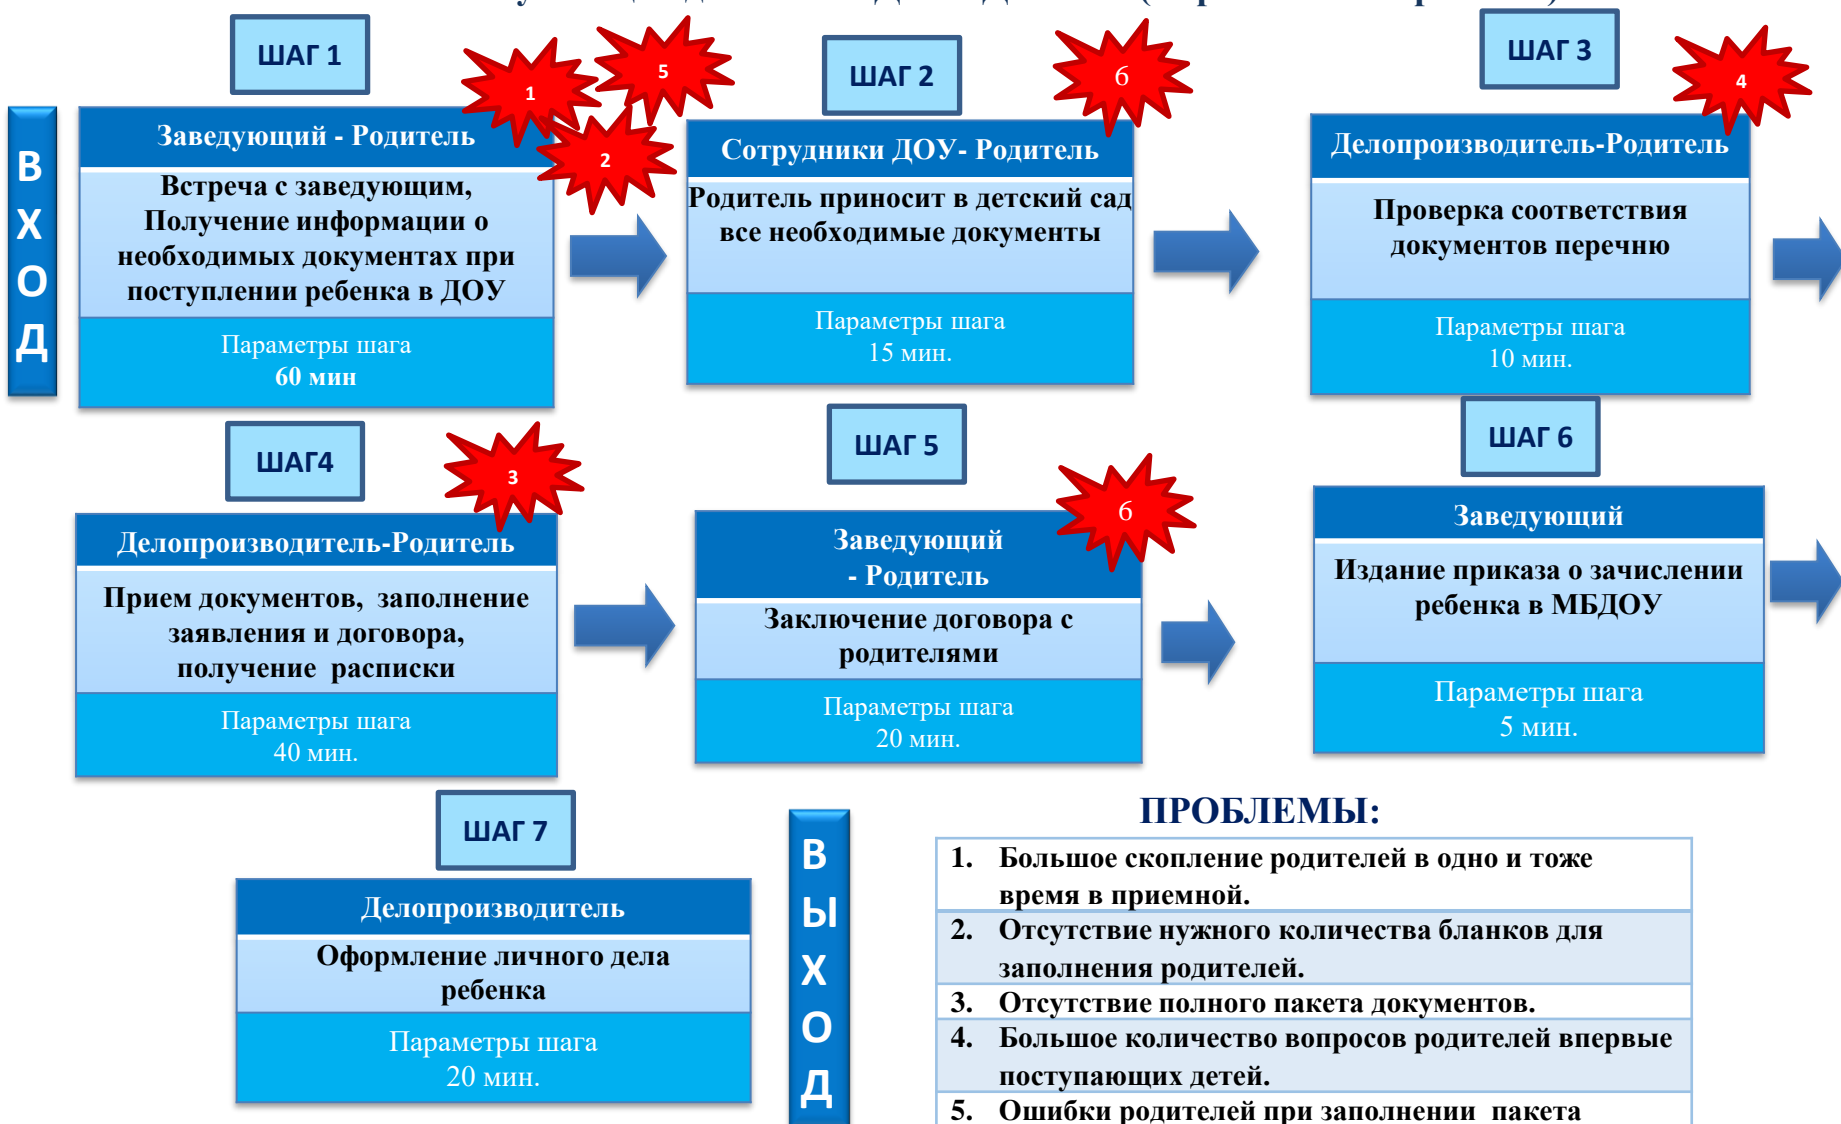 ШАГ 1
1
5
2
ШАГ 2
6
ШАГ 3
4
ВХОД
Заведующий - Родитель
Встреча с заведующим,
Получение информации о
необходимых документах при
поступлении ребенка в ДОУ
Параметры шага
60 мин
Сотрудники ДОУ- Родитель
Родитель приносит в детский сад
все необходимые документы
Параметры шага
15 мин.
Делопроизводитель-Родитель
Проверка соответствия
документов перечню
Параметры шага
10 мин.
ШАГ4
3
ШАГ 5
6
ШАГ 6
Делопроизводитель-Родитель
Прием документов, заполнение
заявления и договора,
получение расписки
Параметры шага
40 мин.
Заведующий
- Родитель
Заключение договора с
родителями
Параметры шага
20 мин.
Заведующий
Издание приказа о зачислении
ребенка в МБДОУ
Параметры шага
5 мин.
ШАГ 7
Делопроизводитель
Оформление личного дела
ребенка
Параметры шага
20 мин.
ВЫХОД
ПРОБЛЕМЫ:
1. Большое скопление родителей в одно и тоже
время в приемной.
2. Отсутствие нужного количества бланков для
заполнения родителей.
3. Отсутствие полного пакета документов.
4. Большое количество вопросов родителей впервые
поступающих детей.
5. Ошибки родителей при заполнении пакета